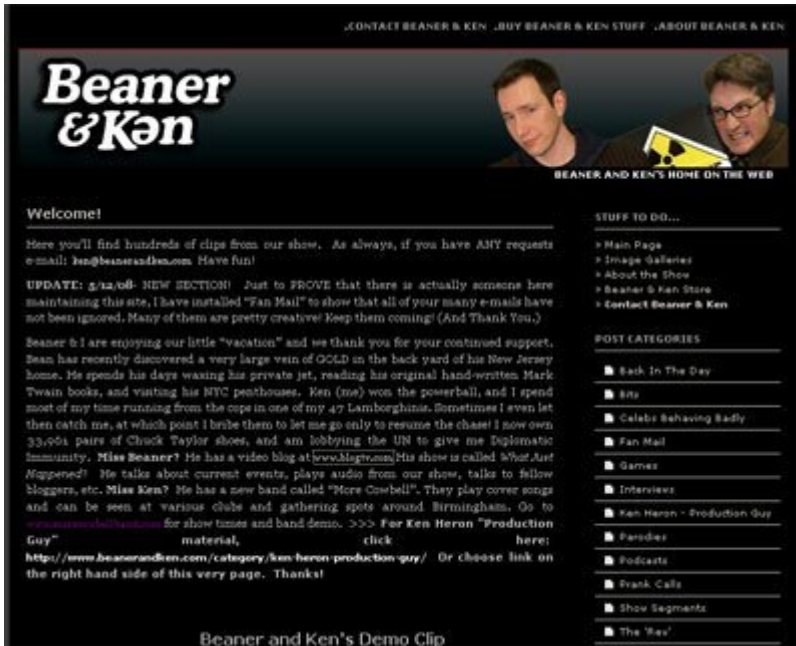 .CONTACT BEANER & KEN .BUY BEANER & KEN STUFF .ABOUT BEANER & KEN
Beaner
&Kən
BEANER AND KEN'S HOME ON THE WEB
Welcome!
Here you'll find hundreds of clips from our show. As always, if you have ANY requests
e-mail: ken@beanerandken.com Have fun!
UPDATE: 5/12/08- NEW SECTION! Just to PROVE that there is actually someone here
maintaining this site, I have installed "Fan Mail" to show that all of your many e-mails have
not been ignored. Many of them are pretty creative! Keep them coming! (And Thank You.)
Beaner & I are enjoying our little "vacation" and we thank you for your continued support.
Bean has recently discovered a very large vein of GOLD in the back yard of his New Jersey
home. He spends his days waxing his private jet, reading his original hand-written Mark
Twain books, and visiting his NYC penthouses. Ken (me) won the powerball, and I spend
most of my time running from the cops in one of my 47 Lamborghinis. Sometimes I even let
then catch me, at which point I bribe them to let me go only to resume the chase! I now own
33,961 pairs of Chuck Taylor shoes, and am lobbying the UN to give me Diplomatic
Immunity. Miss Beaner? He has a video blog at www.blogtv.com His show is called What Just
Happened? He talks about current events, plays audio from our show, talks to fellow
bloggers, etc. Miss Ken? He has a new band called "More Cowbell". They play cover songs
and can be seen at various clubs and gathering spots around Birmingham. Go to
for show times and band demo. >>> For Ken Heron "Production
Guy" material, click here:
http://www.beanerandken.com/category/ken-heron-production-guy/ Or choose link on
the right hand side of this very page. Thanks!
Beaner and Ken's Demo Clip
STUFF TO DO...
» Main Page
» Image Galleries
» About the Show
» Beaner & Ken Store
» Contact Beaner & Ken
POST CATEGORIES
Back In The Day
Bits
Celebs Behaving Badly
Fan Mail
Games
Interviews
Ken Heron - Production Guy
Parodies
Podcasts
Prank Calls
Show Segments
The 'Rev'